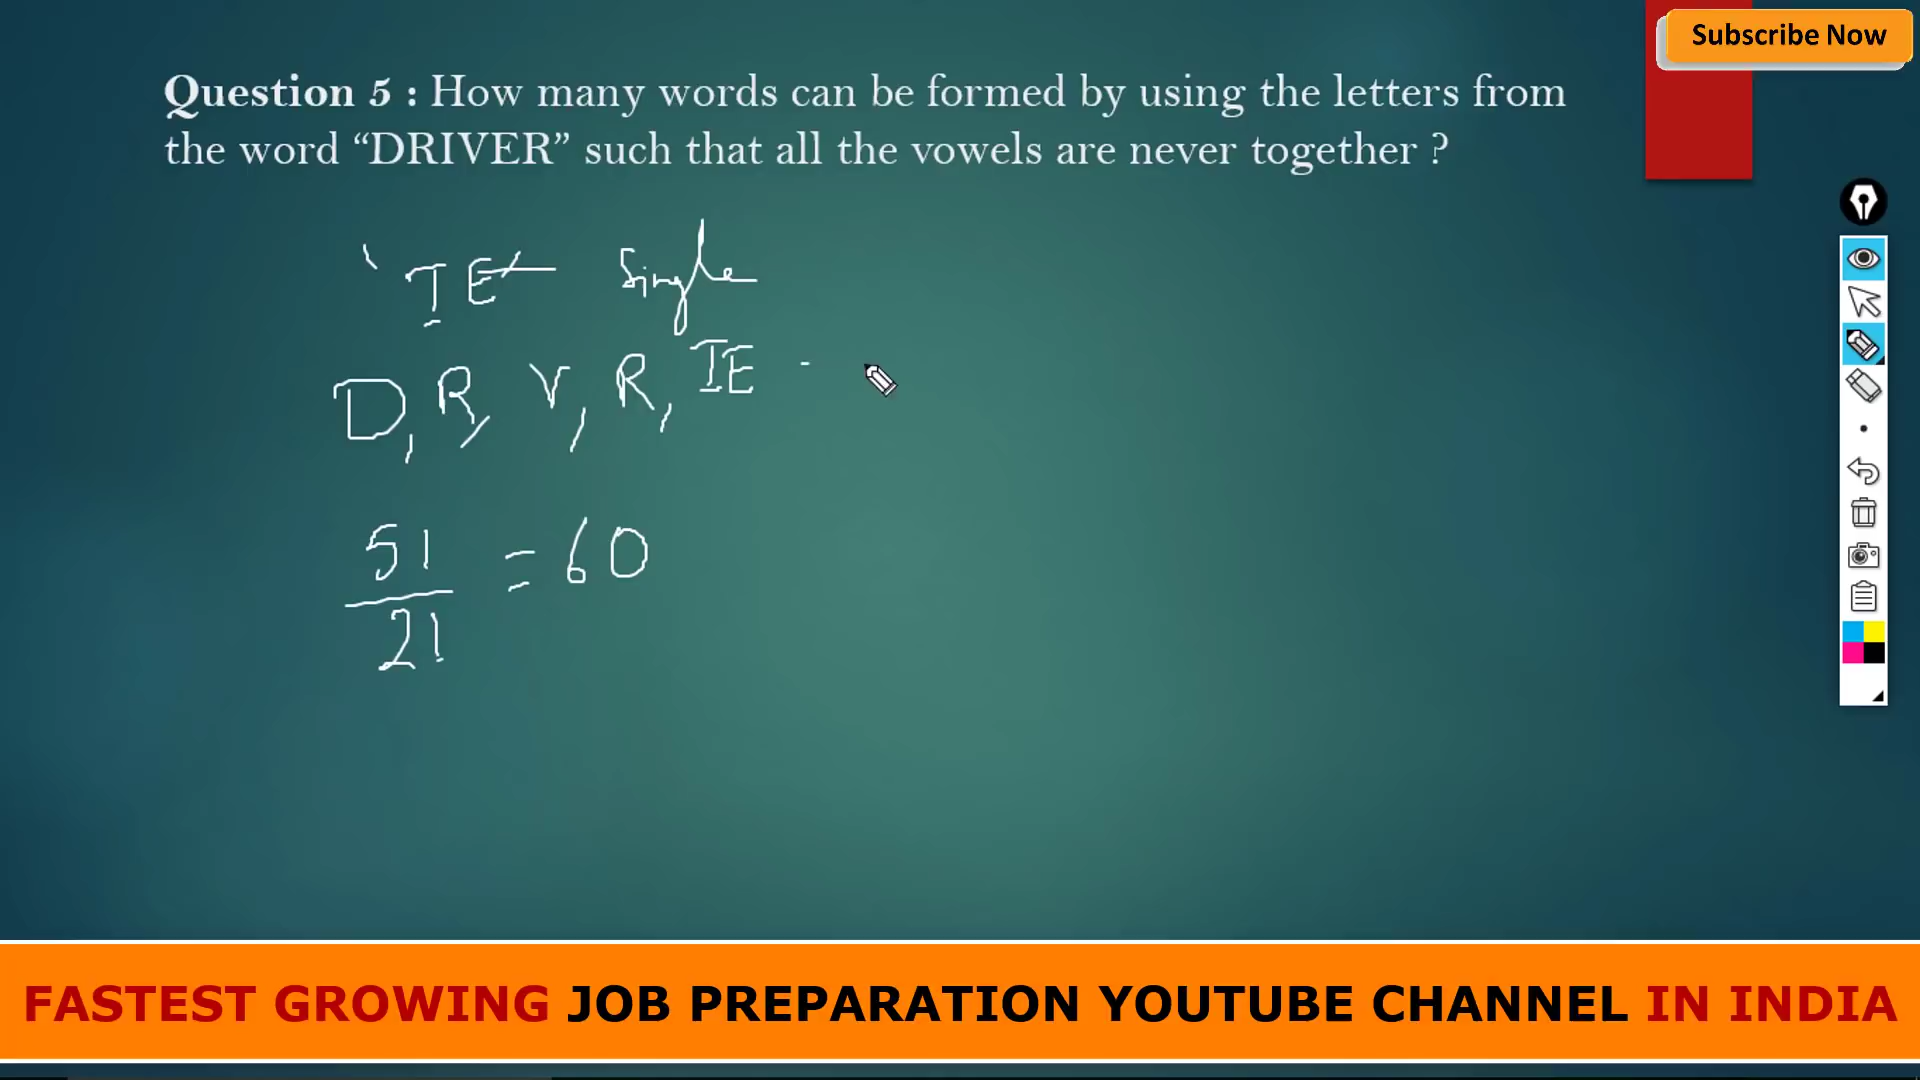 Subscribe Now
Question 5 : How many words can be formed by using the letters from
the word “DRIVER” such that all the vowels are never together ?
IE Single
D, R, V, R, IE -
5!
= 60
2!
FASTEST GROWING JOB PREPARATION YOUTUBE CHANNEL IN INDIA